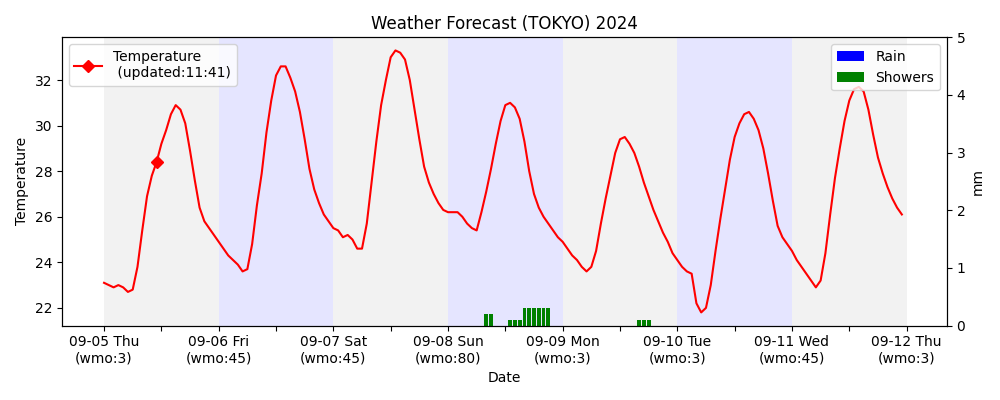 Weather Forecast (TOKYO) 2024
Temperature
(updated:11:41)
Rain
Showers
32
30
28
26
24
22
Temperature
5
4
3
2
1
0
mm
09-05 Thu
(wmo:3)
09-06 Fri
(wmo:45)
09-07 Sat
(wmo:45)
09-08 Sun
(wmo:80)
09-09 Mon
(wmo:3)
09-10 Tue
(wmo:3)
09-11 Wed
(wmo:45)
09-12 Thu
(wmo:3)
Date